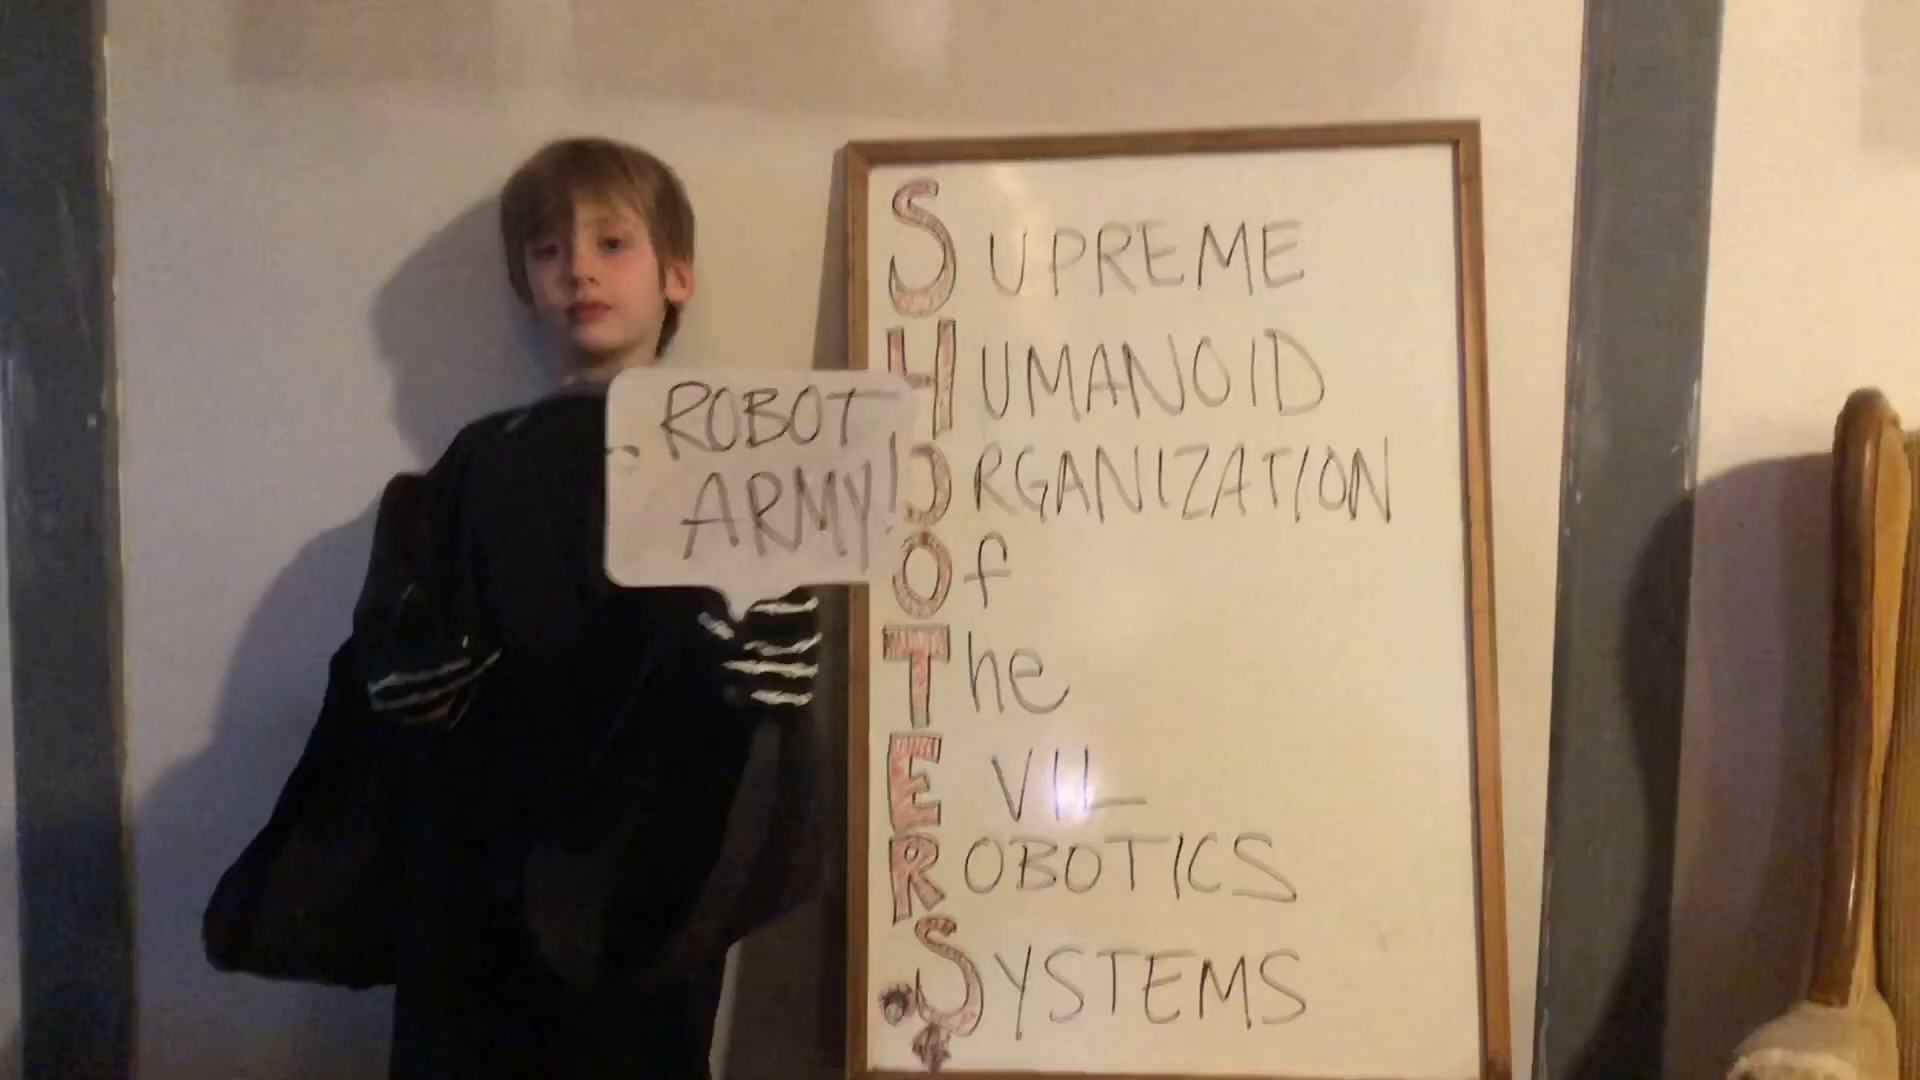 ROBOT
ARMY!
SUPREME
HUMANOID
ORGANIZATION
Of
The
EVIL
ROBOTICS
SYSTEMS